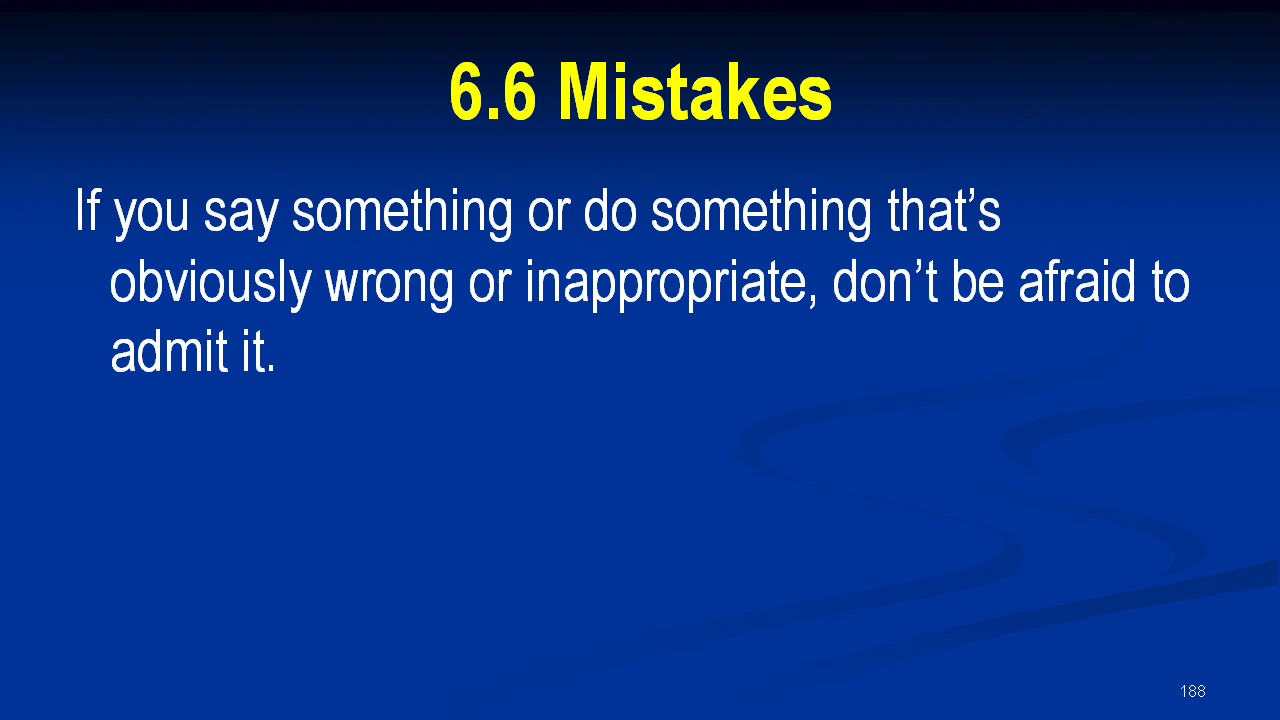 6.6 Mistakes
If you say something or do something that’s
obviously wrong or inappropriate, don’t be afraid to
admit it.
188